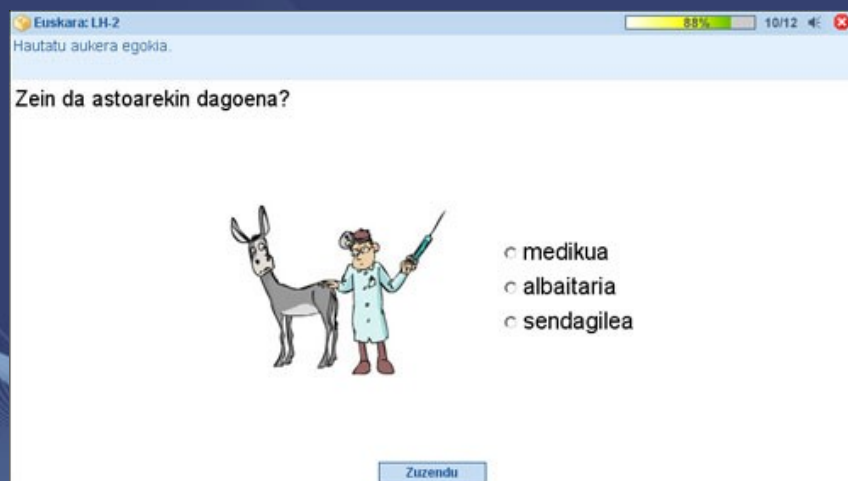 Euskara: LH-2 88% 10/12
Hautatu aukera egokia.
Zein da astoarekin dagoena?
medikua
albaitaria
sendagilea
Zuzendu